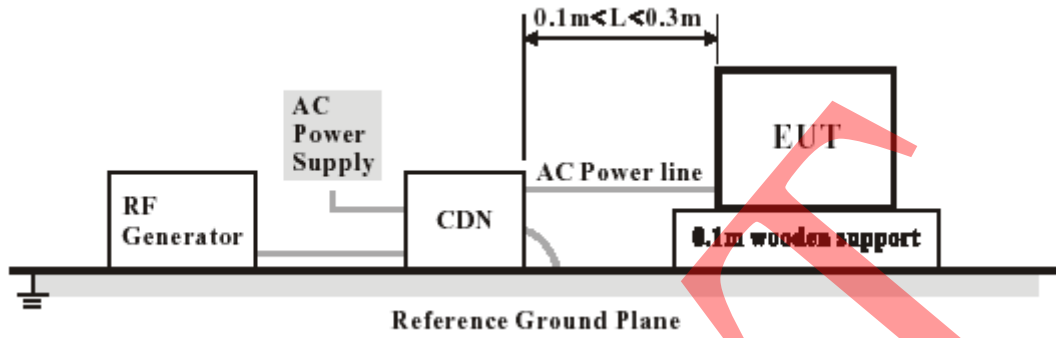 0.1m<L<0.3m
AC
Power
Supply
EUT
AC Power line
RF
Generator
CDN
0.1m wooden support
Reference Ground Plane